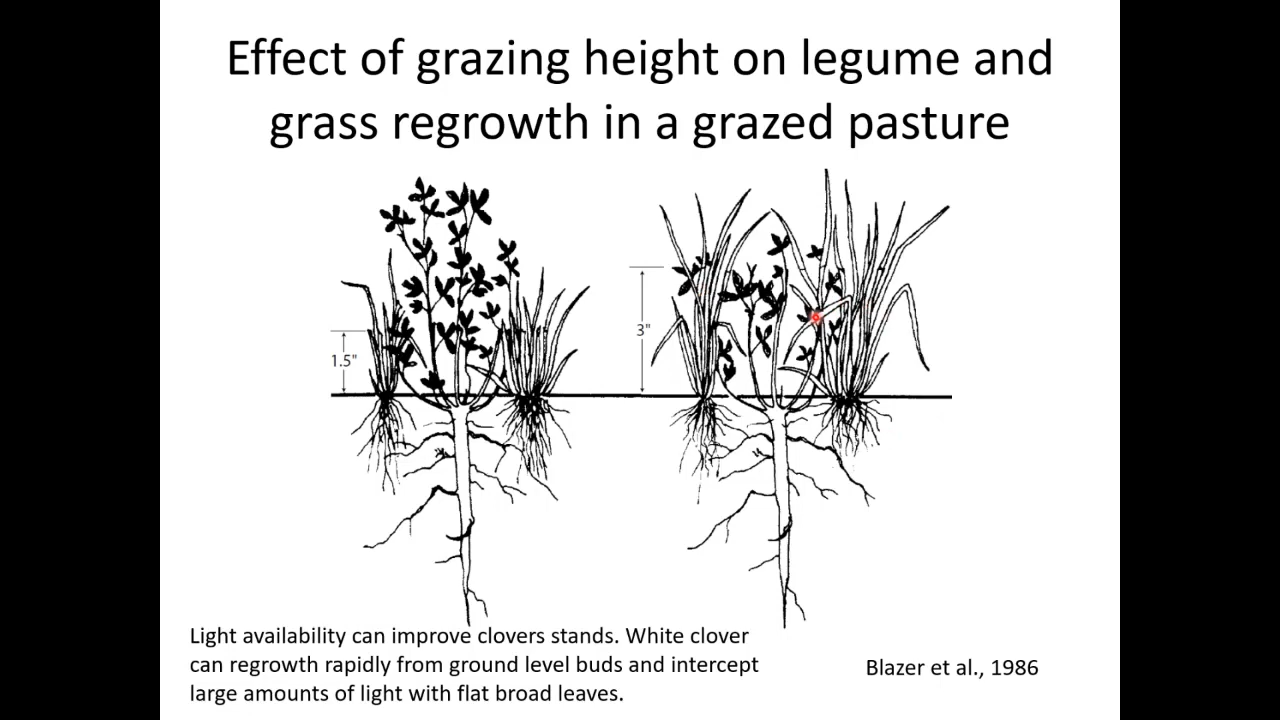 Effect of grazing height on legume and
grass regrowth in a grazed pasture
1.5"
3"
Light availability can improve clovers stands. White clover
can regrowth rapidly from ground level buds and intercept
large amounts of light with flat broad leaves.
Blazer et al., 1986